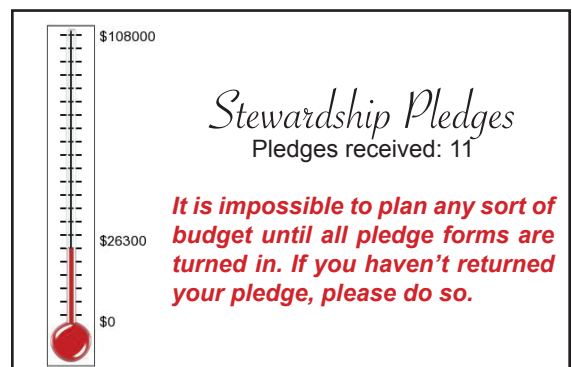 $108000
$26300
$0
Stewardship Pledges
Pledges received: 11
It is impossible to plan any sort of
budget until all pledge forms are
turned in. If you haven’t returned
your pledge, please do so.